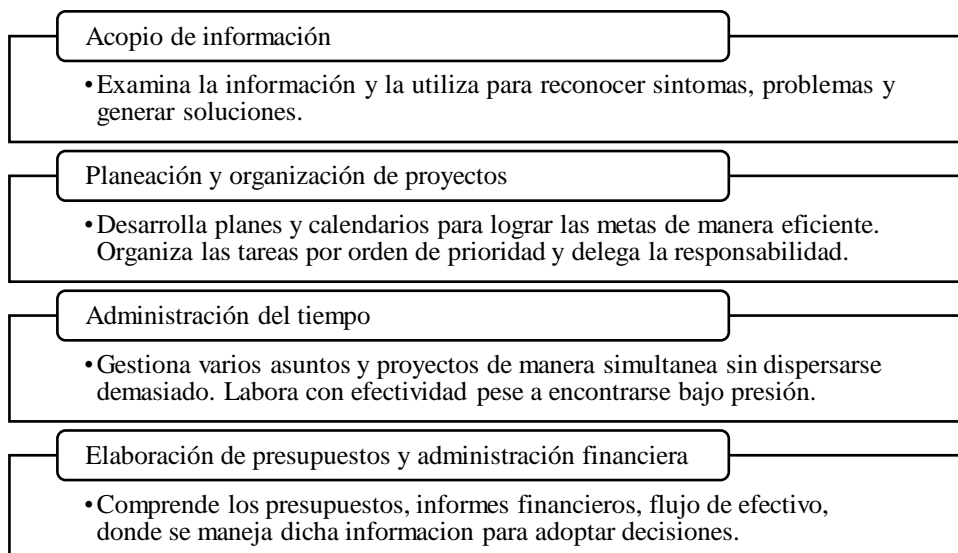 Acopio de información
•Examina la información y la utiliza para reconocer sintomas, problemas y
generar soluciones.
Planeación y organización de proyectos
•Desarrolla planes y calendarios para lograr las metas de manera eficiente.
Organiza las tareas por orden de prioridad y delega la responsabilidad.
Administración del tiempo
•Gestiona varios asuntos y proyectos de manera simultanea sin dispersarse
demasiado. Labora con efectividad pese a encontrarse bajo presión.
Elaboración de presupuestos y administración financiera
•Comprende los presupuestos, informes financieros, flujo de efectivo,
donde se maneja dicha informacion para adoptar decisiones.